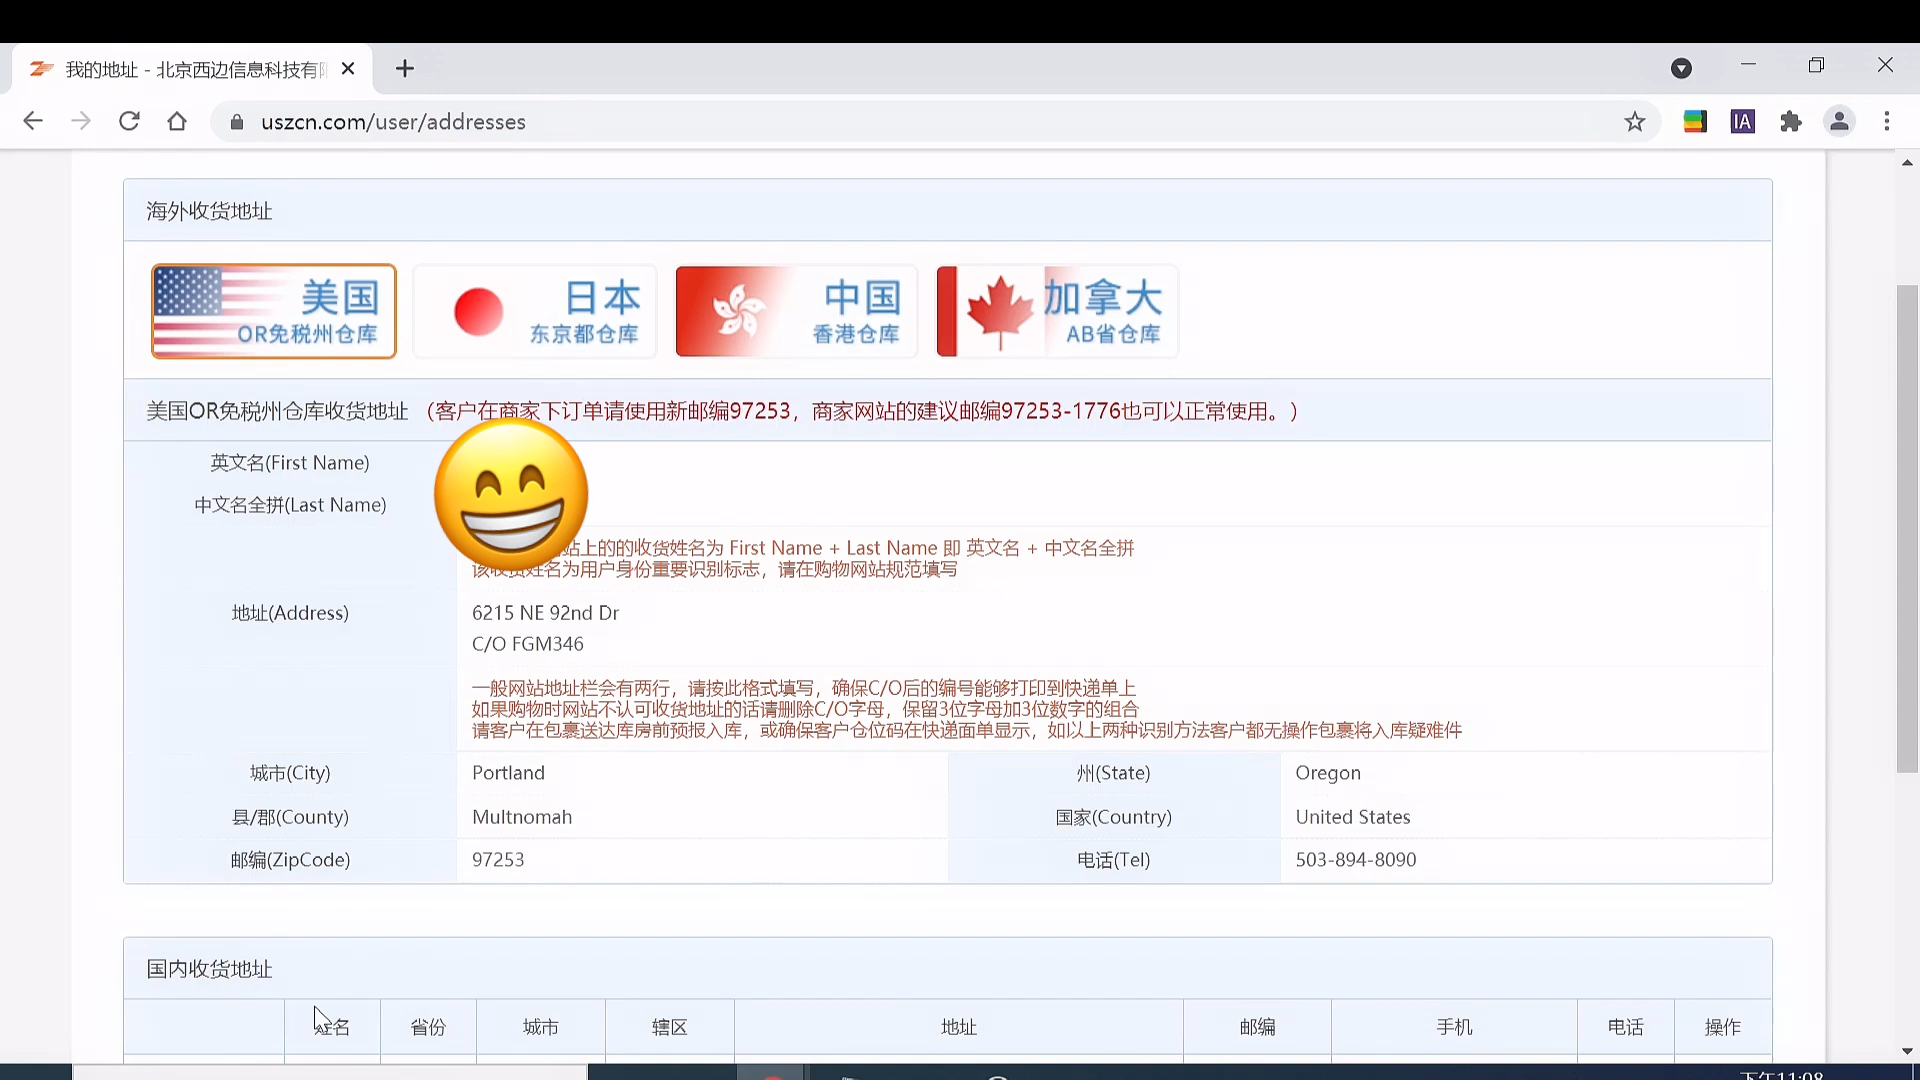 我的地址 - 北京西边信息科技有
uszcn.com/user/addresses
IA
海外收货地址
美国
OR免税州仓库
日本
东京都仓库
中国
香港仓库
加拿大
AB省仓库
美国OR免税州仓库收货地址 （客户在商家下订单请使用新邮编97253，商家网站的建议邮编97253-1776也可以正常使用。）
英文名(First Name)
中文名全拼(Last Name)
站上的的收货姓名为 First Name + Last Name 即 英文名 + 中文名全拼
该收货姓名为用户身份重要识别标志，请在购物网站规范填写
地址(Address)
6215 NE 92nd Dr
C/O FGM346
一般网站地址栏会有两行，请按此格式填写，确保C/O后的编号能够打印到快递单上
如果购物时网站不认可收货地址的话请删除C/O字母，保留3位字母加3位数字的组合
请客户在包裹送达库房前预报入库，或确保客户仓位码在快递面单显示，如以上两种识别方法客户都无操作包裹将入库疑难件
城市(City) Portland 州(State) Oregon
县/郡(County) Multnomah 国家(Country) United States
邮编(ZipCode) 97253 电话(Tel) 503-894-8090
国内收货地址
姓名 省份 城市 辖区 地址 邮编 手机 电话 操作
下午11:08